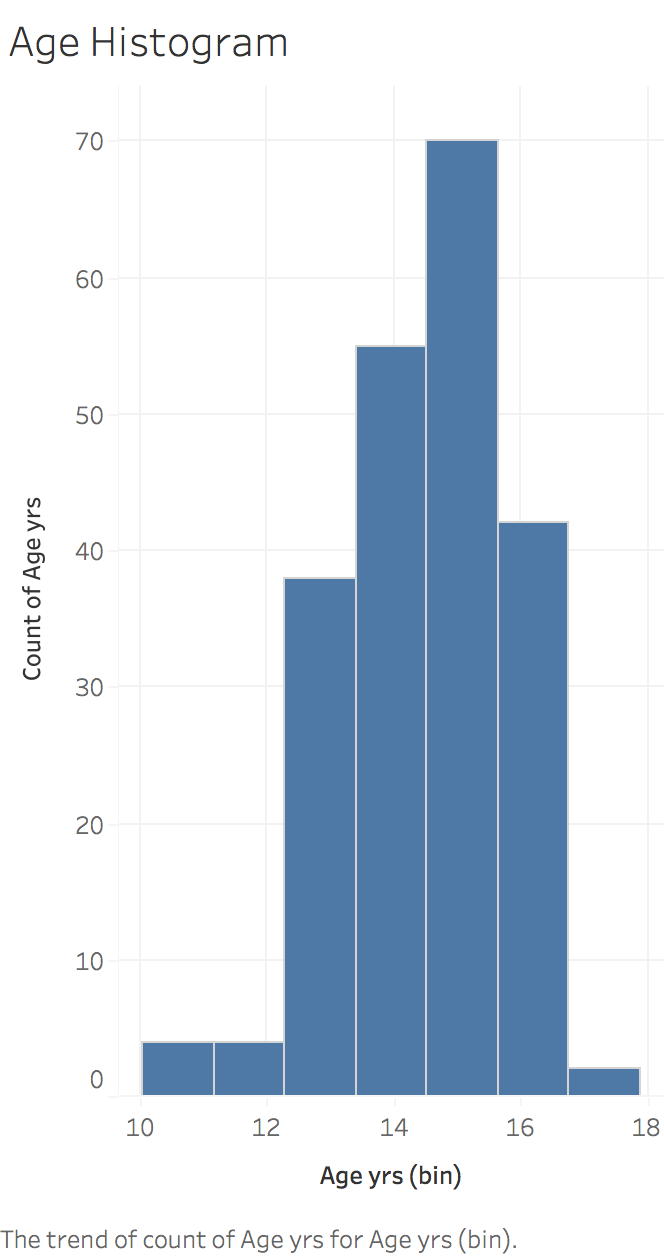 Age Histogram
70
60
50
40
30
20
10
0
Count of Age yrs
10 12 14 16 18
Age yrs (bin)
The trend of count of Age yrs for Age yrs (bin).